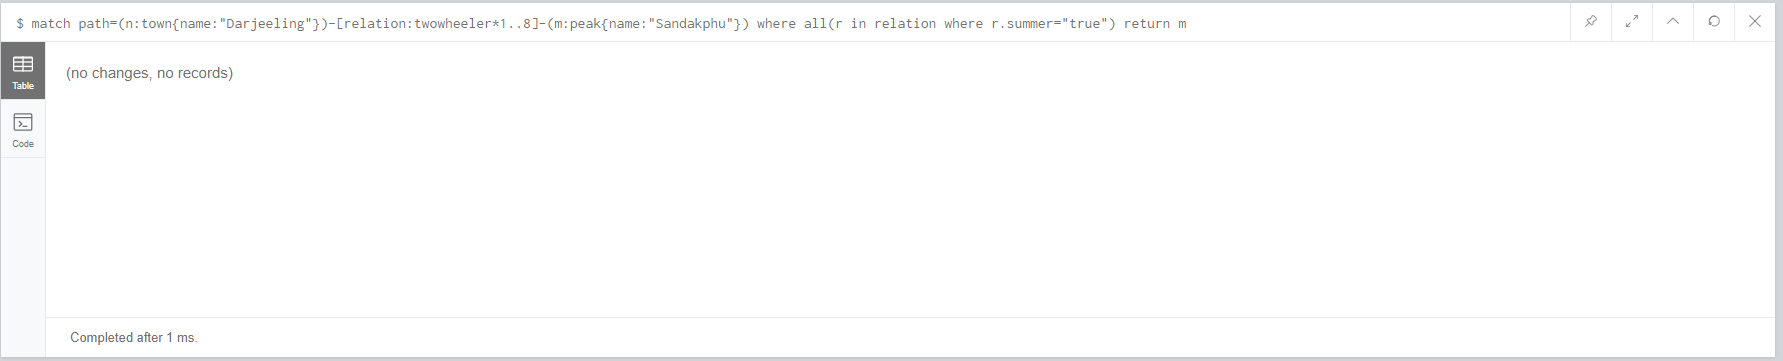 $ match path=(n:town{name:"Darjeeling"})-[relation:twowheeler*1..8]-(m:peak{name:"Sandakphu"}) where all(r in relation where r.summer="true") return m
Table
(no changes, no records)
Code
Completed after 1 ms.